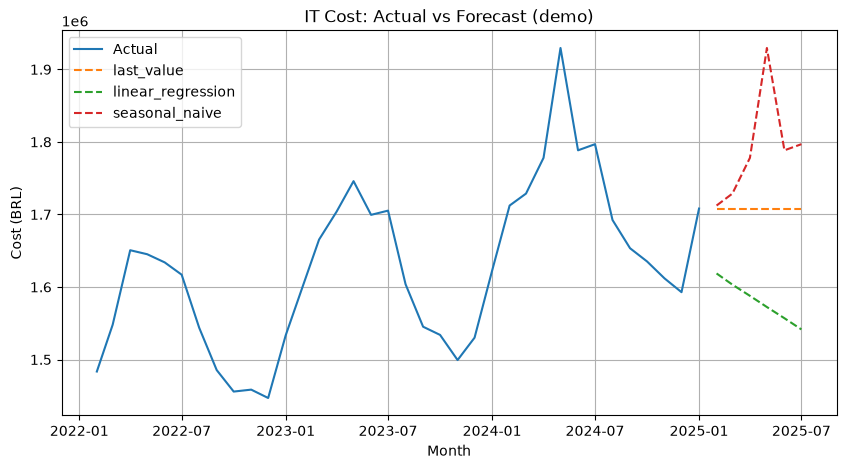 IT Cost: Actual vs Forecast (demo)
1e6
Actual
last_value
linear_regression
seasonal_naive
1.9
1.8
1.7
1.6
1.5
Cost (BRL)
2022-01 2022-07 2023-01 2023-07 2024-01 2024-07 2025-01 2025-07
Month